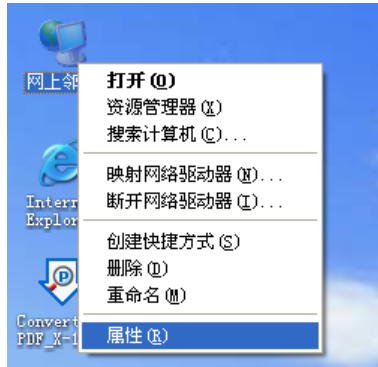 网上邻
打开(O)
资源管理器(X)
搜索计算机(C)...
映射网络驱动器(N)...
断开网络驱动器(I)...
Intern
Explor
创建快捷方式(S)
删除(D)
重命名(M)
Convert
PDF_X-1
属性(R)